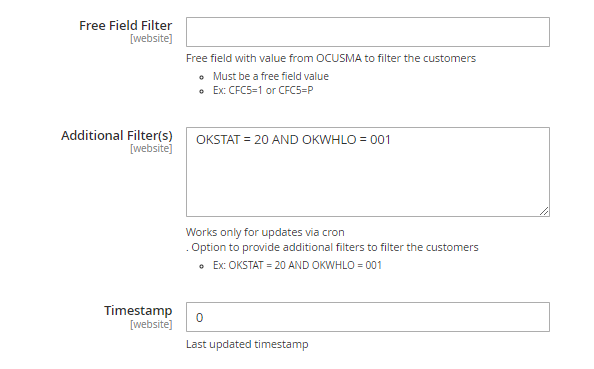 Free Field Filter
[website]
Free field with value from OCUSMA to filter the customers
Must be a free field value
Ex: CFC5=1 or CFC5=P
Additional Filter(s)
[website]
OKSTAT = 20 AND OKWHLO = 001
Works only for updates via cron
. Option to provide additional filters to filter the customers
Ex: OKSTAT = 20 AND OKWHLO = 001
Timestamp
[website]
0
Last updated timestamp